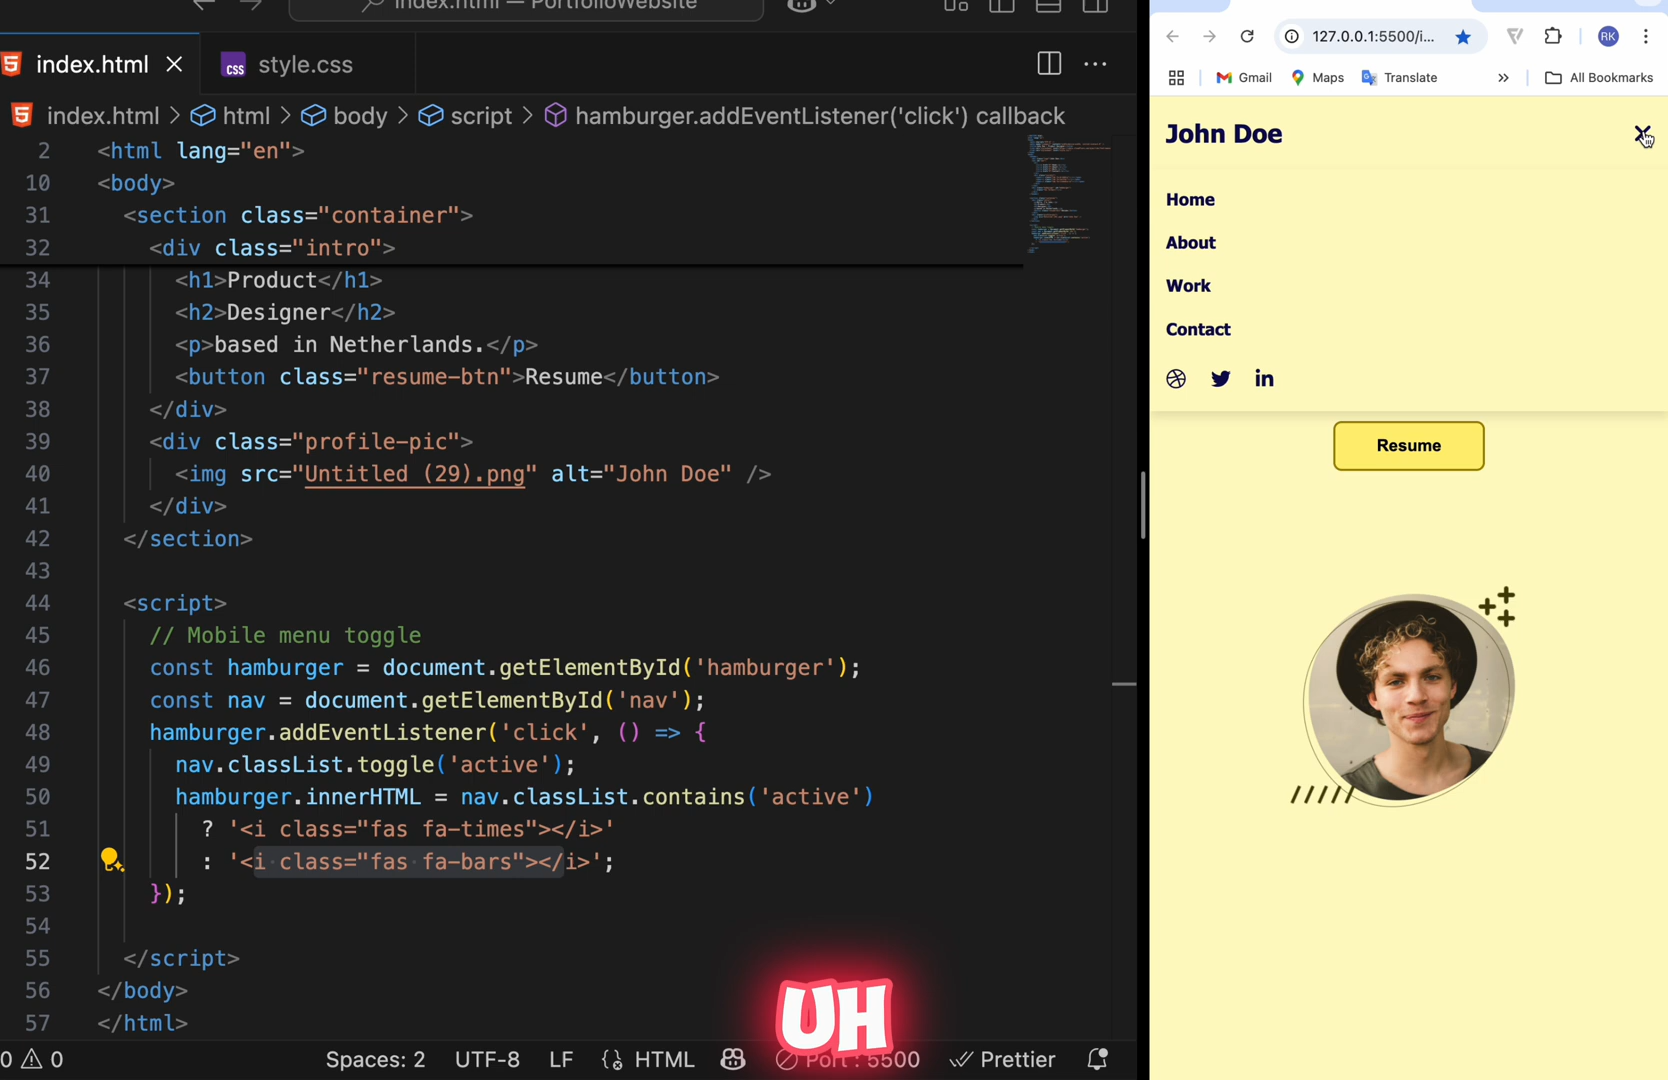 index.html — PortfolioWebsite
index.html
style.css
index.html > html > body > script > hamburger.addEventListener('click') callback
2 <html lang="en">
10 <body>
31 <section class="container">
32 <div class="intro">
34 <h1>Product</h1>
35 <h2>Designer</h2>
36 <p>based in Netherlands.</p>
37 <button class="resume-btn">Resume</button>
38 </div>
39 <div class="profile-pic">
40 <img src="Untitled (29).png" alt="John Doe" />
41 </div>
42 </section>
43
44 <script>
45 // Mobile menu toggle
46 const hamburger = document.getElementById('hamburger');
47 const nav = document.getElementById('nav');
48 hamburger.addEventListener('click', () => {
49 nav.classList.toggle('active');
50 hamburger.innerHTML = nav.classList.contains('active')
51 ? '<i class="fas fa-times"></i>'
52 : '<i class="fas fa-bars"></i>';
53 });
54
55 </script>
56 </body>
57 </html>
UH
0 0 Spaces: 2 UTF-8 LF HTML Port : 5500 Prettier
127.0.0.1:5500/i...
RK
Gmail Maps Translate » All Bookmarks
John Doe
Home
About
Work
Contact
in
Resume